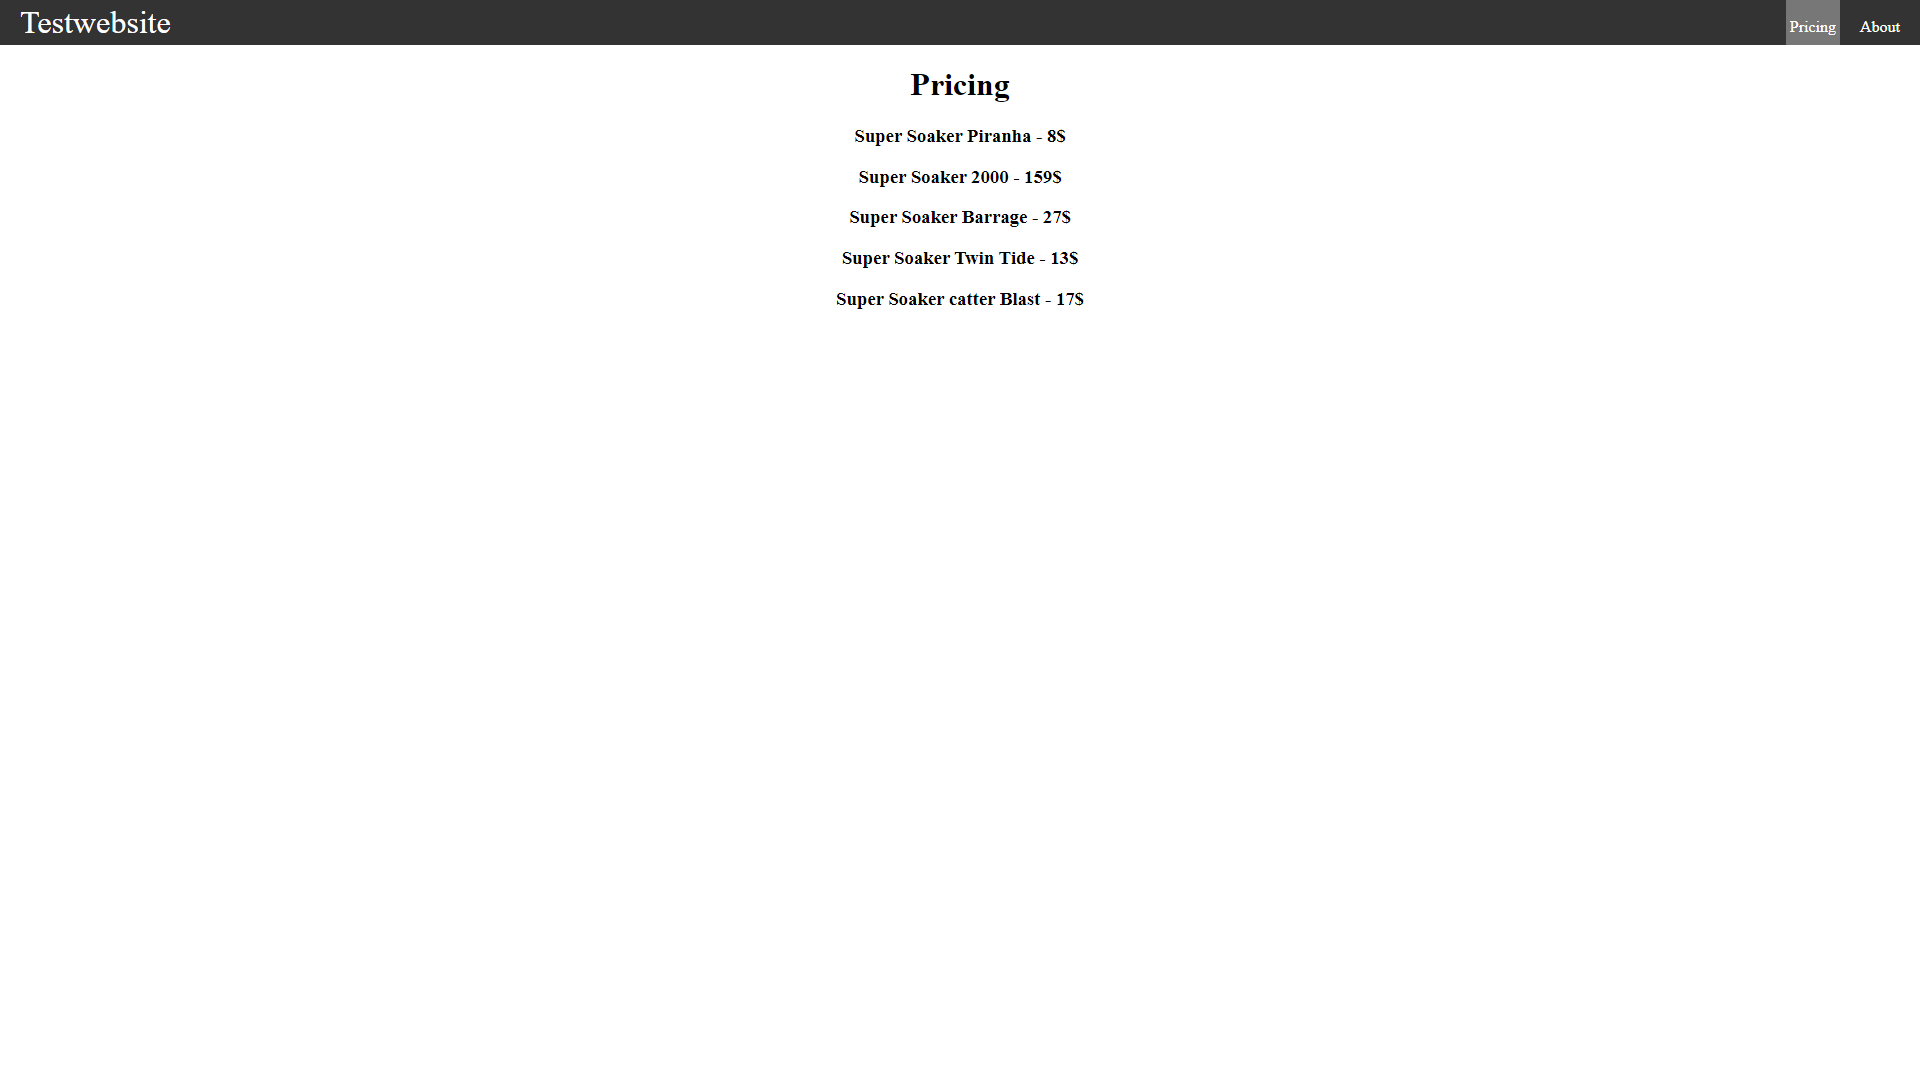 Testwebsite
Pricing About
Pricing
Super Soaker Piranha - 8$
Super Soaker 2000 - 159$
Super Soaker Barrage - 27$
Super Soaker Twin Tide - 13$
Super Soaker catter Blast - 17$